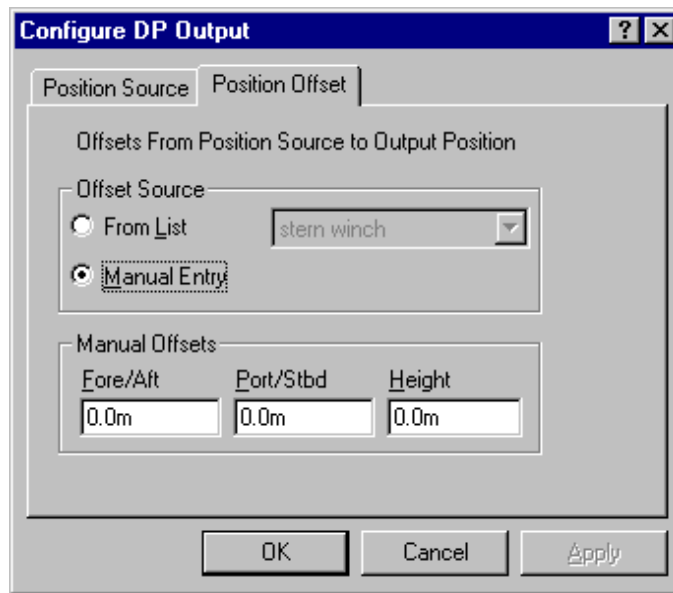 Configure DP Output
Position Source Position Offset
Offsets From Position Source to Output Position
Offset Source
From List stern winch
Manual Entry
Manual Offsets
Fore/Aft Port/Stbd Height
0.0m 0.0m 0.0m
OK Cancel Apply